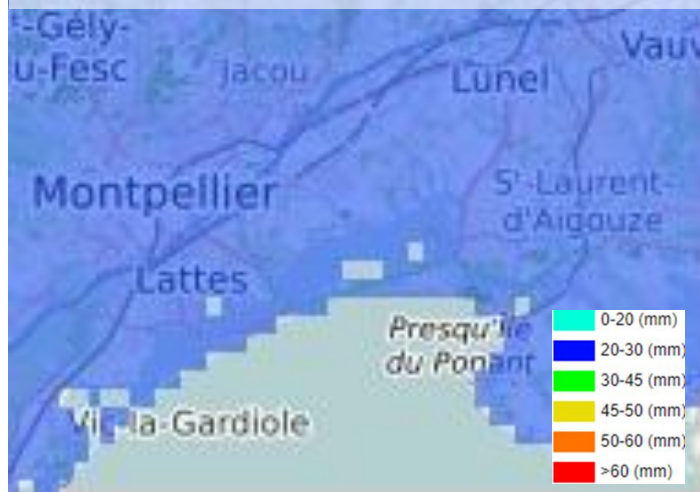 t-Gély-
u-Fesc
Jacou
Lunel
Vauv
Montpellier
St-Laurent-
d'Aigouze
Lattes
Presqu'île
du Ponant
Vic-la-Gardiole
0-20 (mm)
20-30 (mm)
30-45 (mm)
45-50 (mm)
50-60 (mm)
>60 (mm)